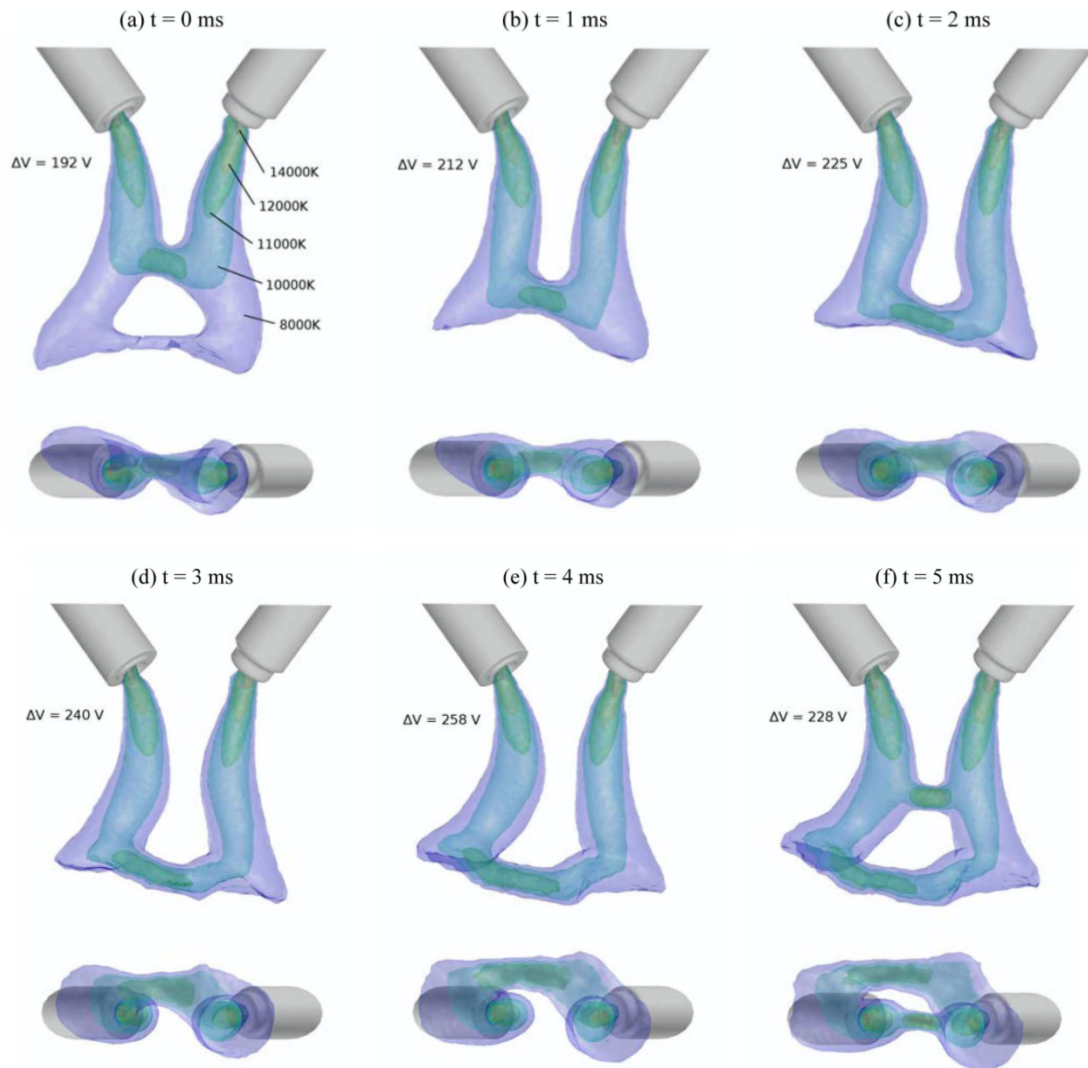 (a) t = 0 ms
(b) t = 1 ms
(c) t = 2 ms
ΔV = 192 V
14000K
12000K
11000K
10000K
8000K
ΔV = 212 V
ΔV = 225 V
(d) t = 3 ms
(e) t = 4 ms
(f) t = 5 ms
ΔV = 240 V
ΔV = 258 V
ΔV = 228 V